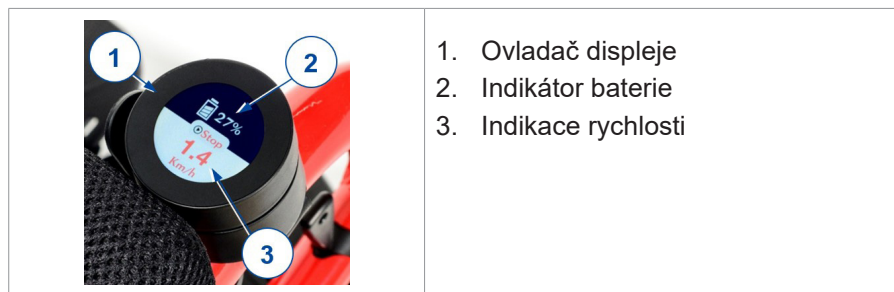 1
2
27%
Stop
1.4
Km/h
3
1. Ovladač displeje
2. Indikátor baterie
3. Indikace rychlosti